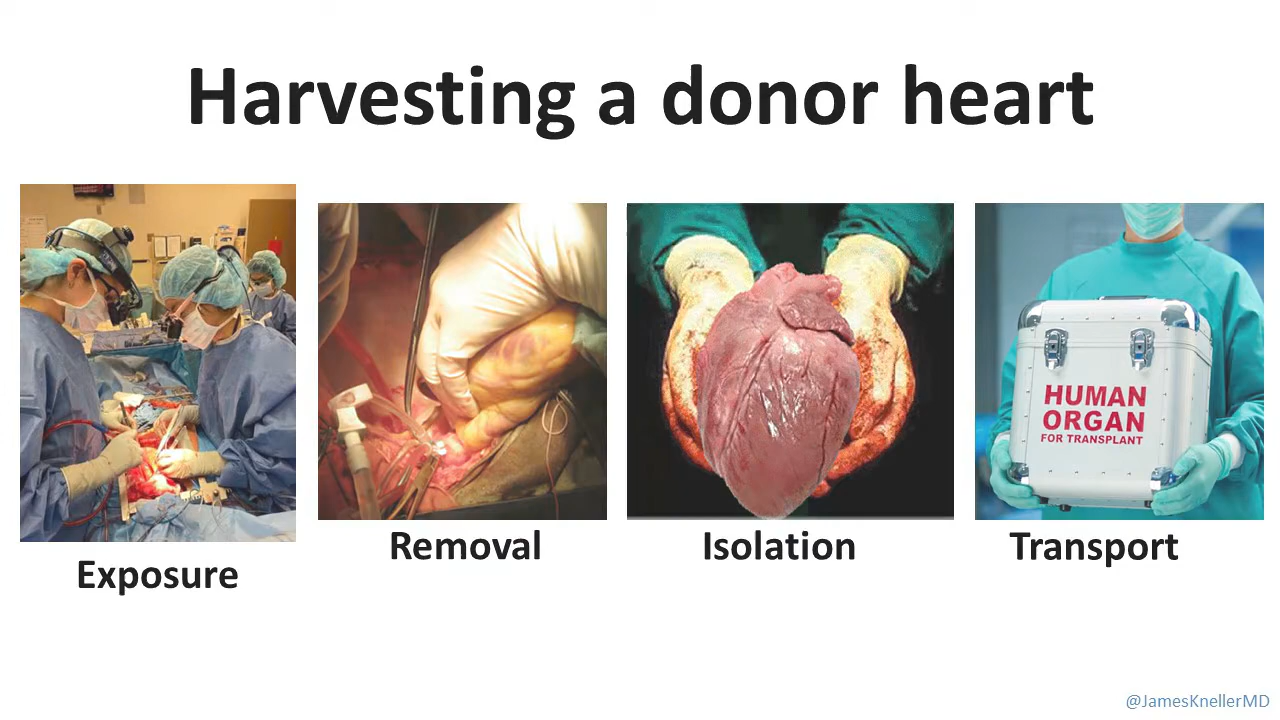 Harvesting a donor heart
HUMAN
ORGAN
FOR TRANSPLANT
Exposure
Removal
Isolation
Transport
@JamesKnellerMD